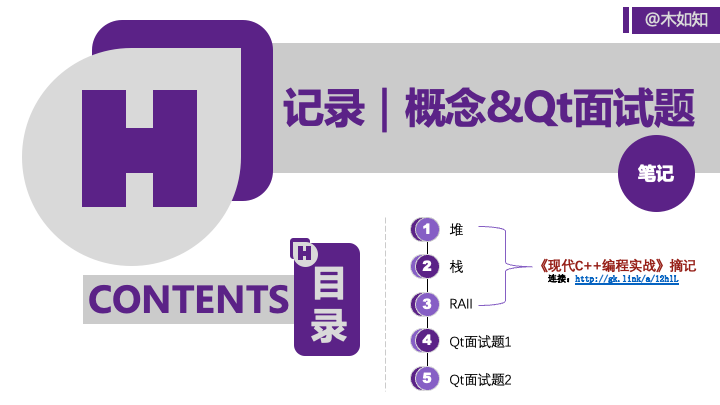 @木如知
H
记录｜概念&Qt面试题
笔记
H
目录
CONTENTS
1 堆
2 栈
3 RAII
4 Qt面试题1
5 Qt面试题2
《现代C++编程实战》摘记
连接：http://gk.link/a/12hlL